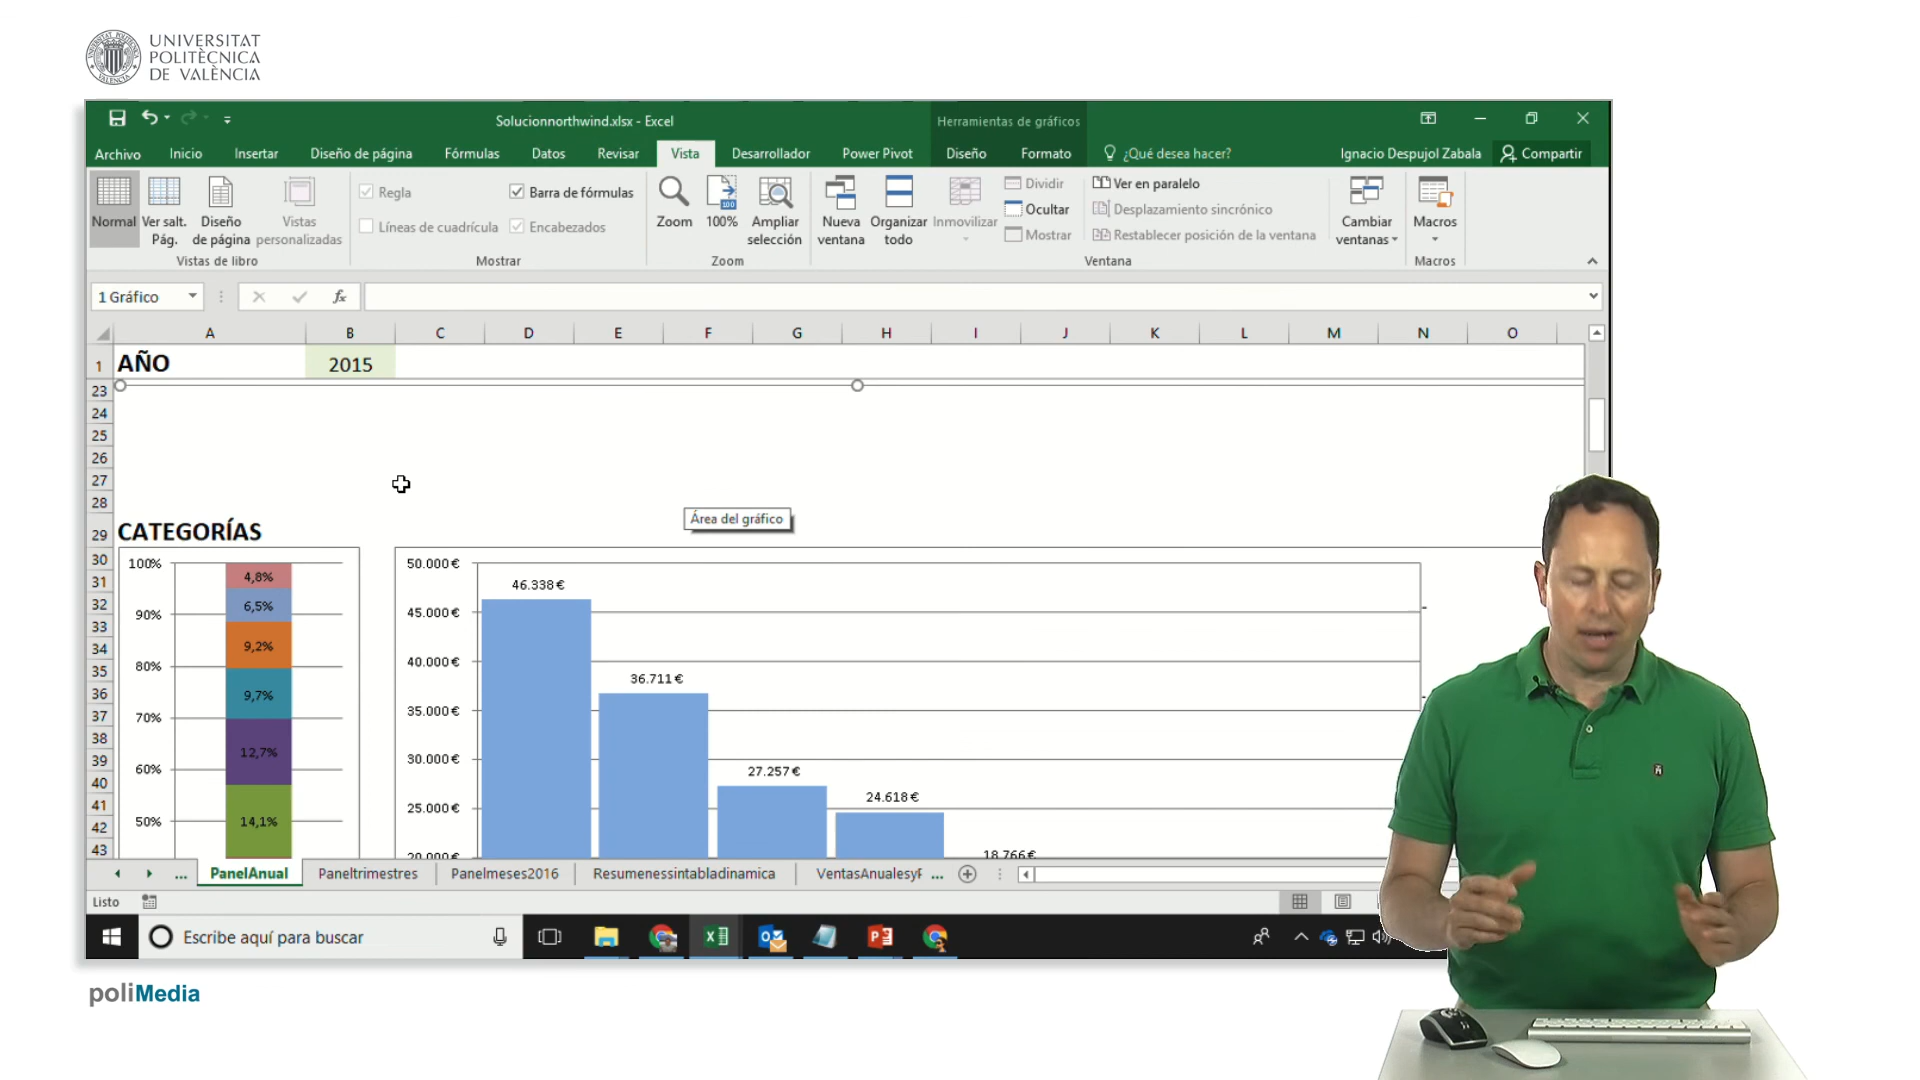 UNIVERSITAT
POLITÈCNICA
DE VALÈNCIA
Solucionnorthwind.xlsx - Excel
Herramientas de gráficos
Archivo Inicio Insertar Diseño de página Fórmulas Datos Revisar Vista Desarrollador Power Pivot Diseño Formato ¿Qué desea hacer? Ignacio Despujol Zabala Compartir
Normal Ver salt. Pág. Diseño de página Vistas personalizadas
Vistas de libro
Regla Barra de fórmulas
Líneas de cuadrícula Encabezados
Mostrar
Zoom 100% Ampliar selección
100
Zoom
Nueva ventana Organizar todo Inmovilizar
Dividir
Ocultar
Mostrar
Ver en paralelo
Desplazamiento sincrónico
Restablecer posición de la ventana
Cambiar ventanas
Ventana
Macros
Macros
1 Gráfico fx
A B C D E F G H I J K L M N O
1 AÑO 2015
23
24
25
26
27
28
Área del gráfico
29 CATEGORÍAS
30
31
32
33
34
35
36
37
38
39
40
41
42
43
100%
90%
80%
70%
60%
50%
4,8%
6,5%
9,2%
9,7%
12,7%
14,1%
50.000 €
45.000 €
40.000 €
35.000 €
30.000 €
25.000 €
20.000 €
46.338 €
36.711 €
27.257 €
24.618 €
18.766 €
... PanelAnual Paneltrimestres Panelmeses2016 Resumenessintabladinamica VentasAnualesyF ...
Listo
Escribe aquí para buscar
poliMedia